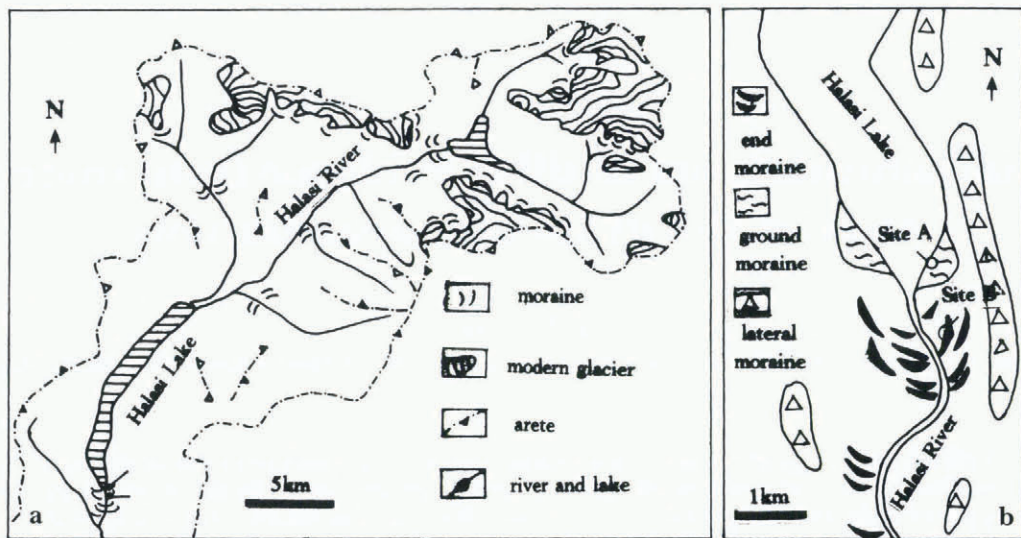 N
Halasi River
Halasi Lake
moraine
modern glacier
arete
river and lake
5km
a
N
Halasi Lake
end
moraine
ground
moraine
lateral
moraine
Site A
Site B
Halasi River
1km
b